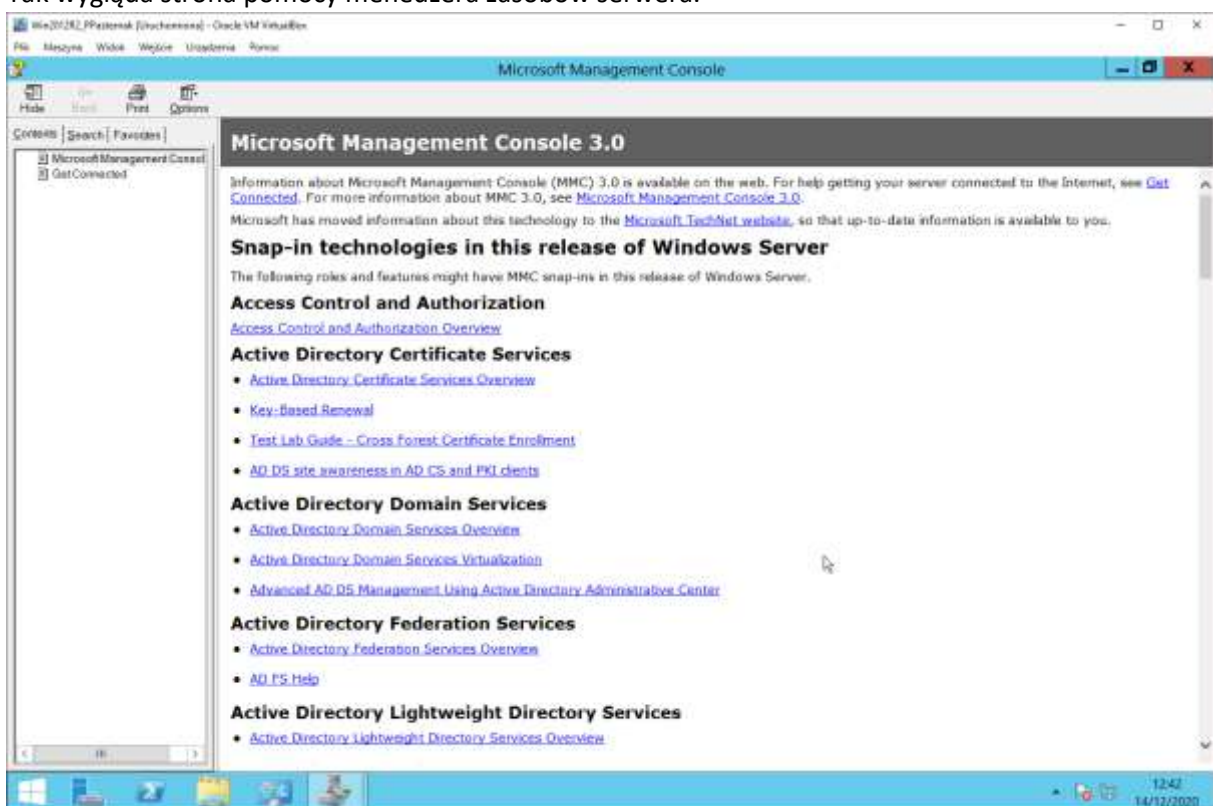 Tak wygląda strona pomocy menedżera zasobów serwera:
Win2012R2_PPasternak [Uruchomiona] - Oracle VM VirtualBox
Plik Maszyna Widok Wejście Urządzenia Pomoc
Microsoft Management Console
Hide Back Print Options
Contents Search Favorites
Microsoft Management Consol
Get Connected
Microsoft Management Console 3.0
Information about Microsoft Management Console (MMC) 3.0 is available on the web. For help getting your server connected to the Internet, see Get
Connected. For more information about MMC 3.0, see Microsoft Management Console 3.0.
Microsoft has moved information about this technology to the Microsoft TechNet website, so that up-to-date information is available to you.
Snap-in technologies in this release of Windows Server
The following roles and features might have MMC snap-ins in this release of Windows Server.
Access Control and Authorization
Access Control and Authorization Overview
Active Directory Certificate Services
• Active Directory Certificate Services Overview
• Key-Based Renewal
• Test Lab Guide - Cross Forest Certificate Enrollment
• AD DS site awareness in AD CS and PKI clients
Active Directory Domain Services
• Active Directory Domain Services Overview
• Active Directory Domain Services Virtualization
• Advanced AD DS Management Using Active Directory Administrative Center
Active Directory Federation Services
• Active Directory Federation Services Overview
• AD FS Help
Active Directory Lightweight Directory Services
• Active Directory Lightweight Directory Services Overview
12:42
14/12/2020